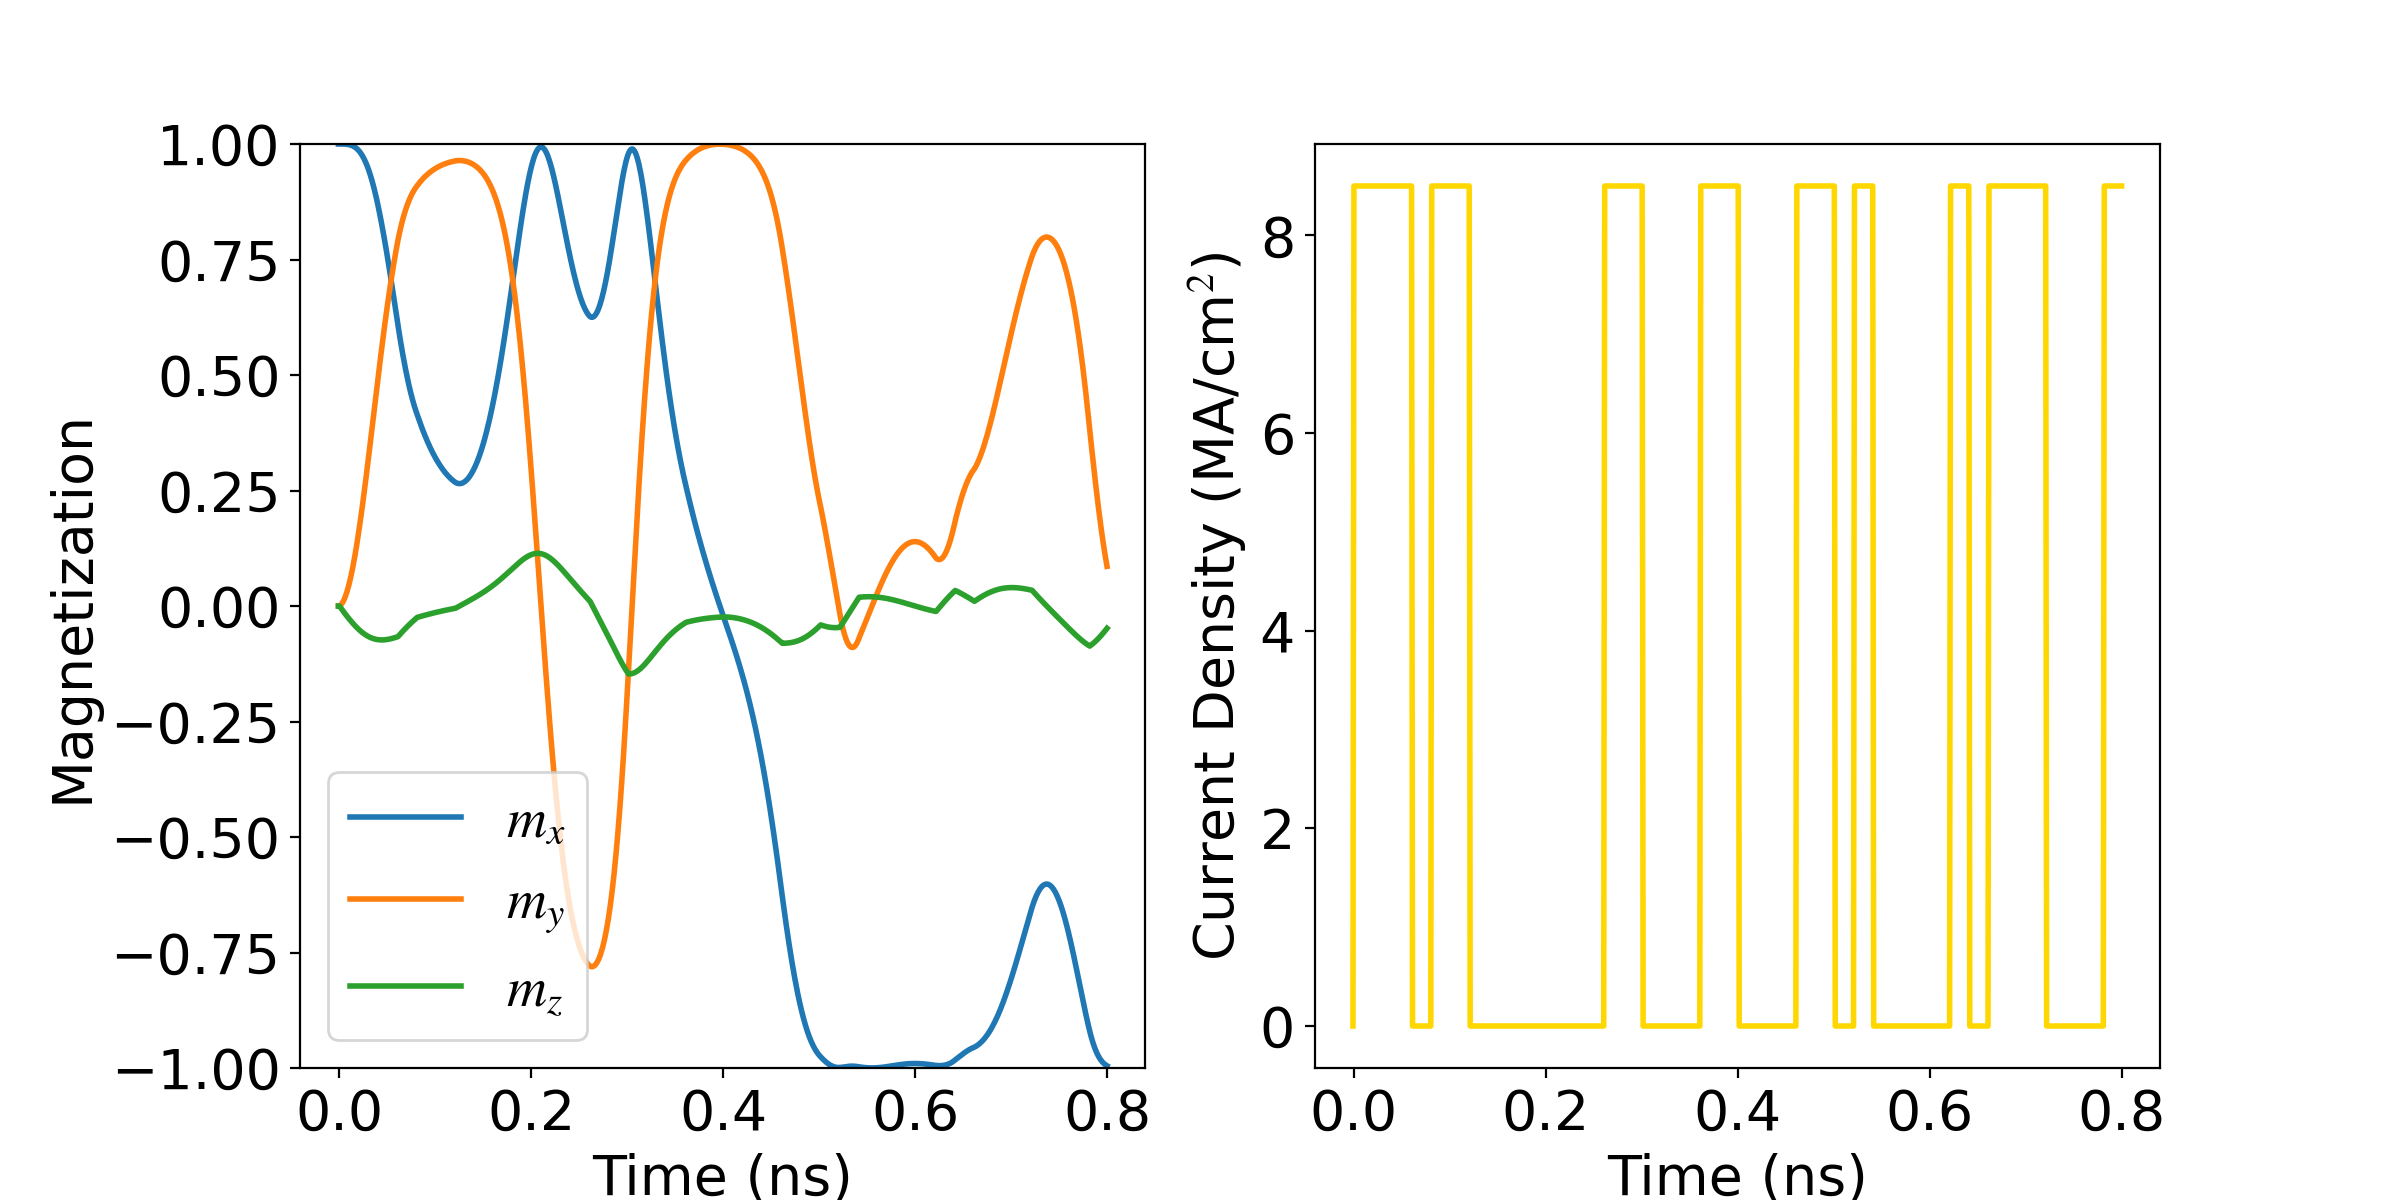 Magnetization
1.00
0.75
0.50
0.25
0.00
−0.25
−0.50
−0.75
−1.00
m_x
m_y
m_z
0.0 0.2 0.4 0.6 0.8
Time (ns)
Current Density (MA/cm²)
8
6
4
2
0
0.0 0.2 0.4 0.6 0.8
Time (ns)